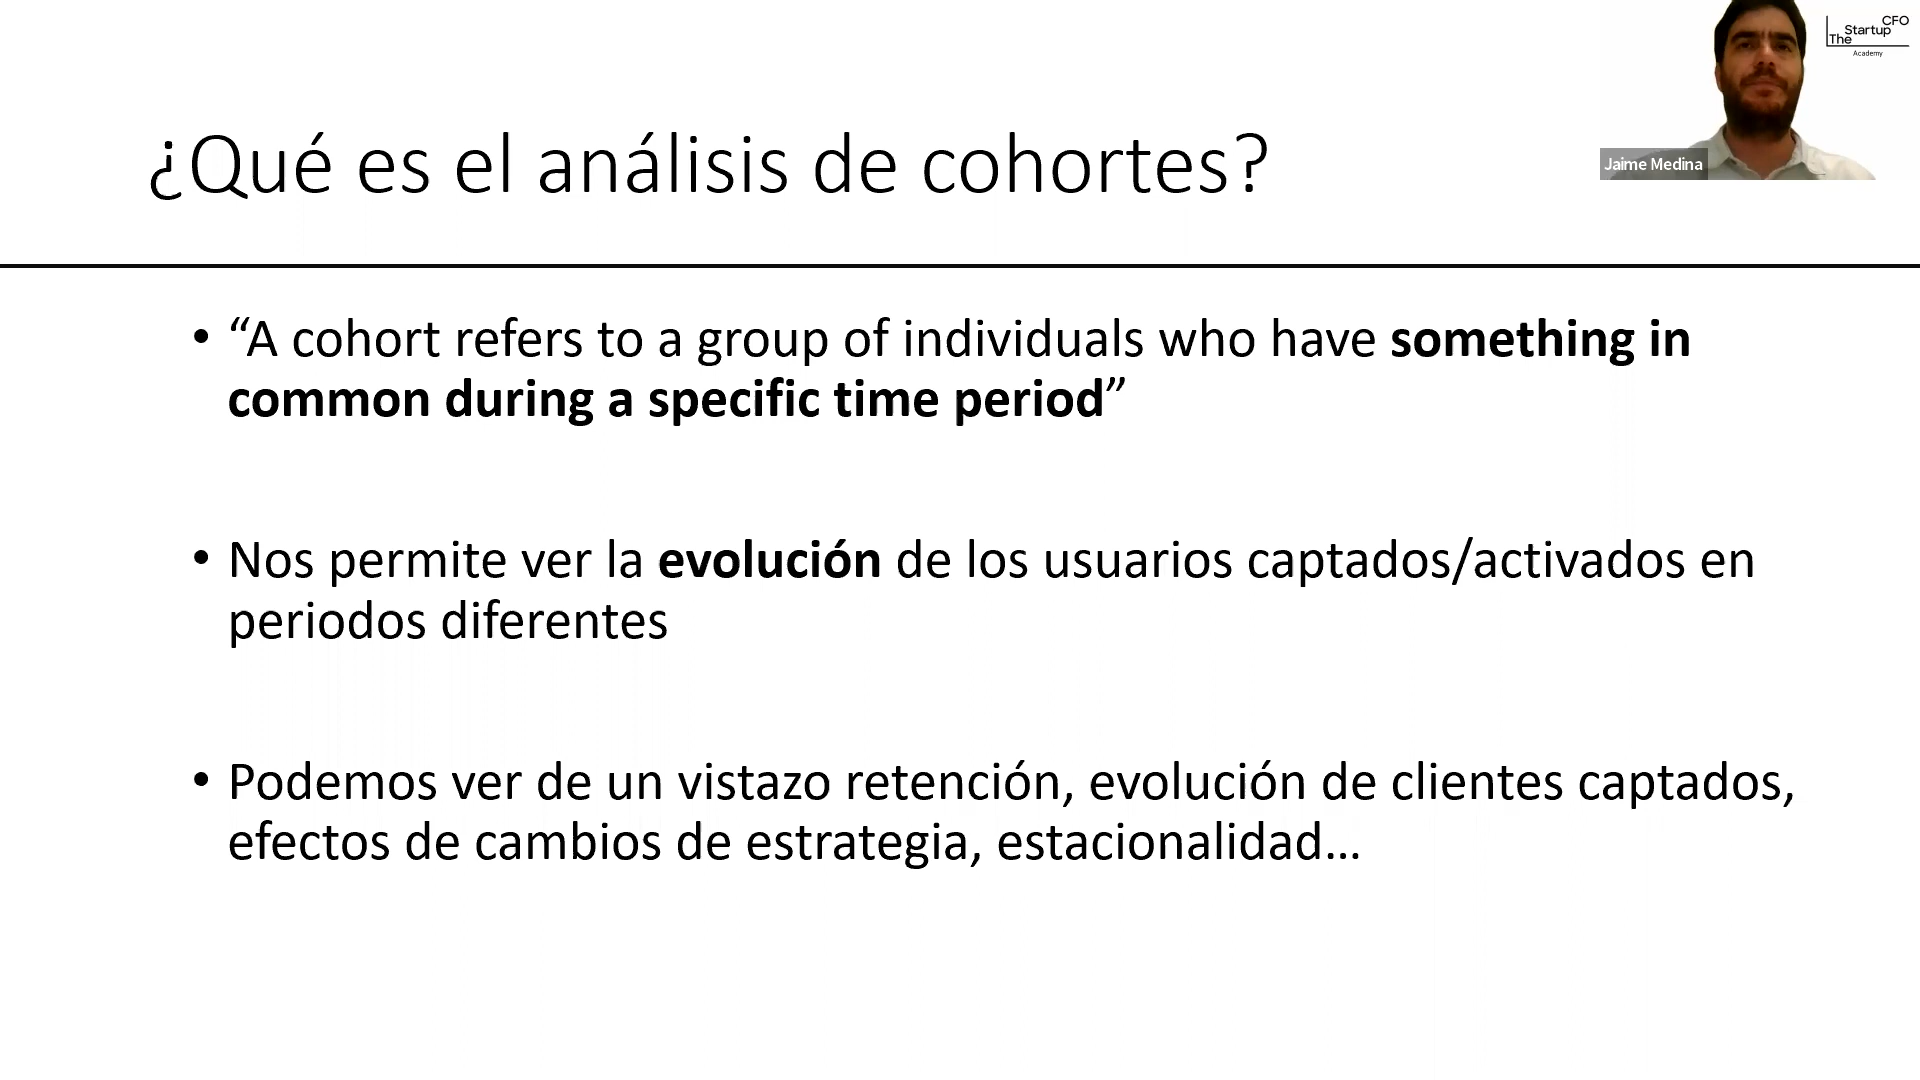 The Startup CFO
Academy
Jaime Medina
¿Qué es el análisis de cohortes?
• “A cohort refers to a group of individuals who have something in
common during a specific time period”
• Nos permite ver la evolución de los usuarios captados/activados en
periodos diferentes
• Podemos ver de un vistazo retención, evolución de clientes captados,
efectos de cambios de estrategia, estacionalidad…